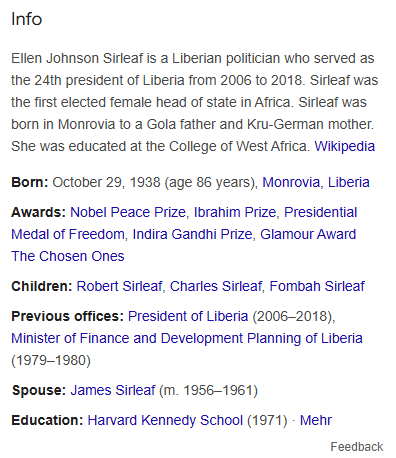 Info
Ellen Johnson Sirleaf is a Liberian politician who served as
the 24th president of Liberia from 2006 to 2018. Sirleaf was
the first elected female head of state in Africa. Sirleaf was
born in Monrovia to a Gola father and Kru-German mother.
She was educated at the College of West Africa. Wikipedia
Born: October 29, 1938 (age 86 years), Monrovia, Liberia
Awards: Nobel Peace Prize, Ibrahim Prize, Presidential
Medal of Freedom, Indira Gandhi Prize, Glamour Award
The Chosen Ones
Children: Robert Sirleaf, Charles Sirleaf, Fombah Sirleaf
Previous offices: President of Liberia (2006–2018),
Minister of Finance and Development Planning of Liberia
(1979–1980)
Spouse: James Sirleaf (m. 1956–1961)
Education: Harvard Kennedy School (1971) · Mehr
Feedback